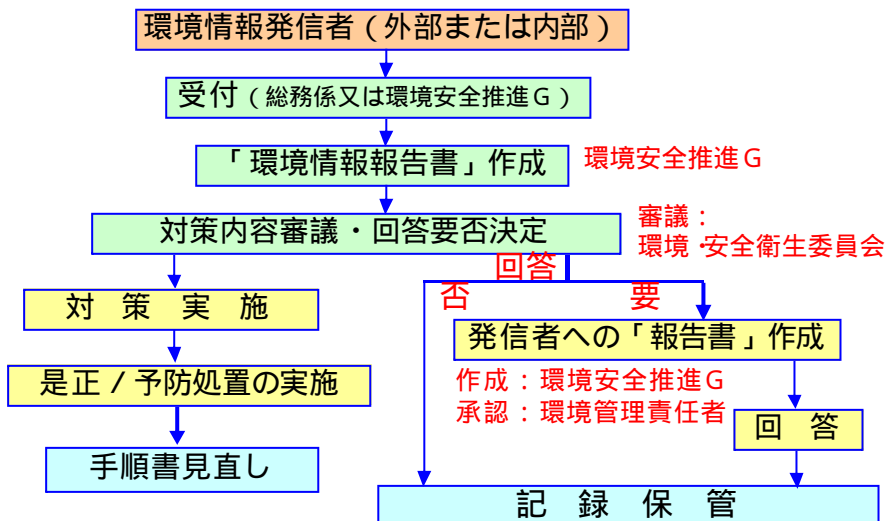 環境情報発信者(外部または内部)
受付(総務係又は環境安全推進G)
「環境情報報告書」作成
環境安全推進G
対策内容審議・回答要否決定
審議:
環境・安全衛生委員会
回答
否
要
対 策 実 施
発信者への「報告書」作成
是正/予防処置の実施
作成:環境安全推進G
承認:環境管理責任者
回 答
手順書見直し
記 録 保 管